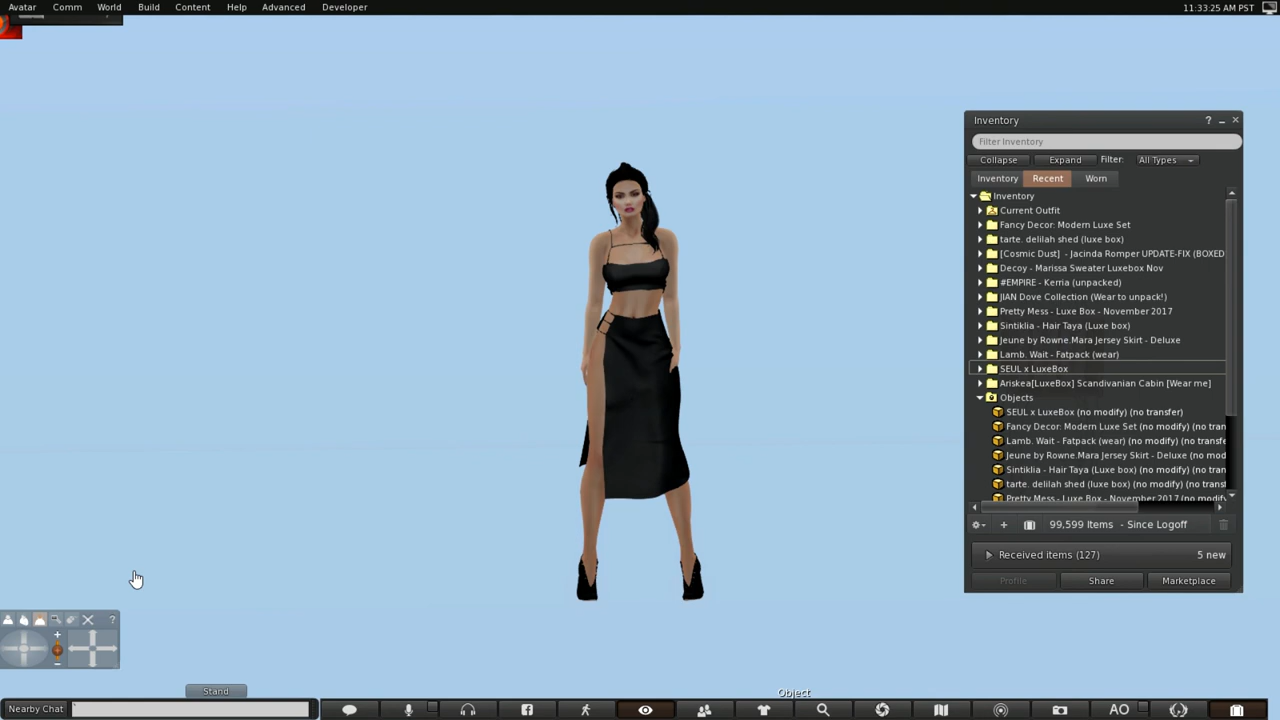 Avatar Comm World Build Content Help Advanced Developer 11:33:25 AM PST
Inventory ?
Filter Inventory
Collapse Expand Filter: All Types
Inventory Recent Worn
Inventory
Current Outfit
Fancy Decor: Modern Luxe Set
tarte. delilah shed (luxe box)
[Cosmic Dust] - Jacinda Romper UPDATE-FIX (BOXED
Decoy - Marissa Sweater Luxebox Nov
#EMPIRE - Kerria (unpacked)
JIAN Dove Collection (Wear to unpack!)
Pretty Mess - Luxe Box - November 2017
Sintiklia - Hair Taya (Luxe box)
Jeune by Rowne.Mara Jersey Skirt - Deluxe
Lamb. Wait - Fatpack (wear)
SEUL x LuxeBox
Ariskea[LuxeBox] Scandivanian Cabin [Wear me]
Objects
SEUL x LuxeBox (no modify) (no transfer)
Fancy Decor: Modern Luxe Set (no modify) (no tran
Lamb. Wait - Fatpack (wear) (no modify) (no transfe
Jeune by Rowne.Mara Jersey Skirt - Deluxe (no mod
Sintiklia - Hair Taya (Luxe box) (no modify) (no tran
tarte. delilah shed (luxe box) (no modify) (no transf
Pretty Mess - Luxe Box - November 2017 (no modify
99,599 Items - Since Logoff
Received items (127) 5 new
Profile Share Marketplace
?
Stand
Object
Nearby Chat
AO